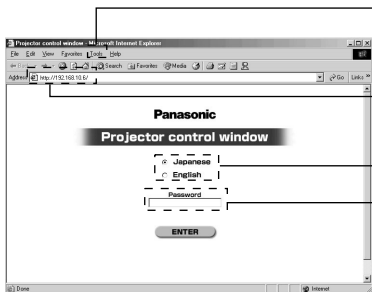 Projector control window - Microsoft Internet Explorer
File Edit View Favorites Tools Help
Search Favorites Media
Address http://192.168.10.6/ Go Links »
Panasonic
Projector control window
Japanese
English
Password
ENTER
Done Internet